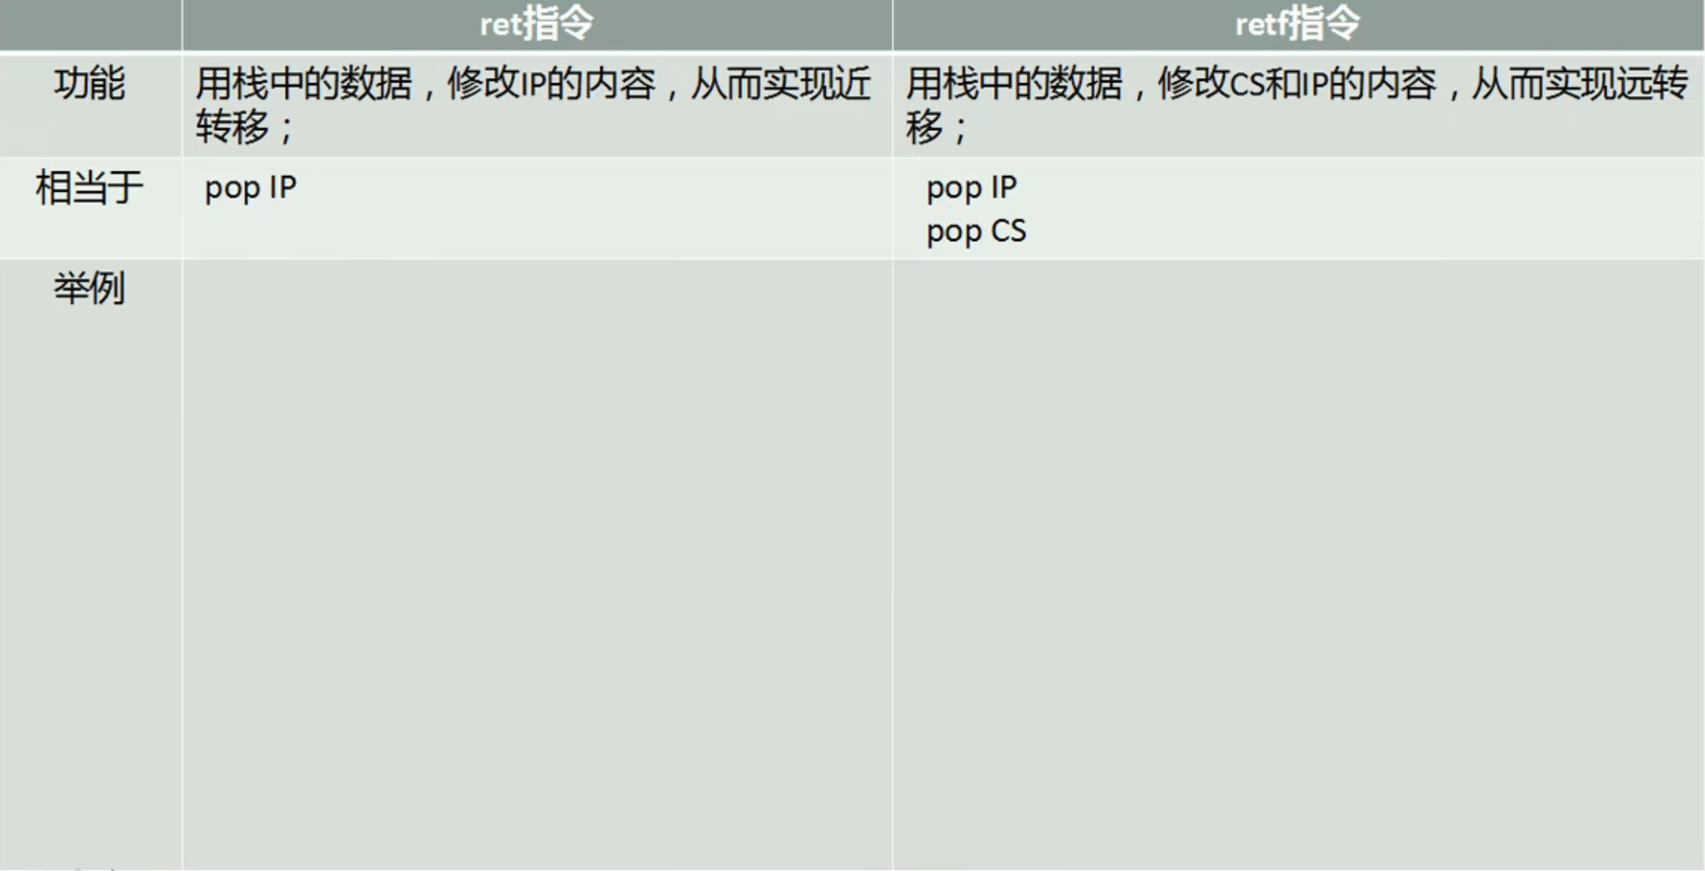 ret指令 retf指令
功能 用栈中的数据，修改IP的内容，从而实现近 用栈中的数据，修改CS和IP的内容，从而实现远转
转移； 移；
相当于 pop IP pop IP
pop CS
举例